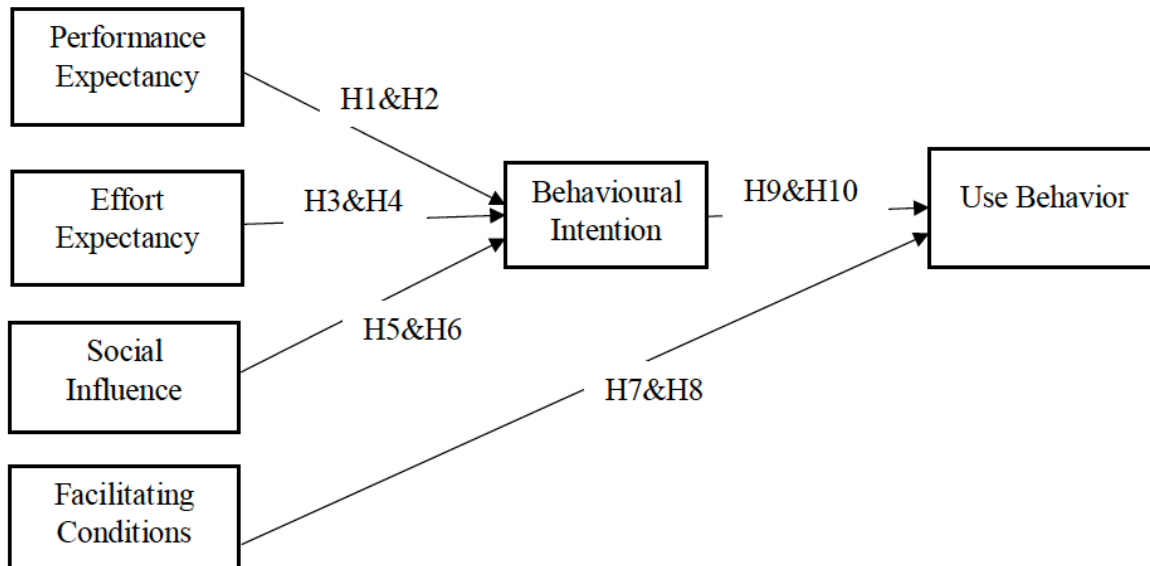 Performance
Expectancy
H1&H2
Effort
Expectancy
H3&H4
Behavioural
Intention
H9&H10
Use Behavior
Social
Influence
H5&H6
H7&H8
Facilitating
Conditions